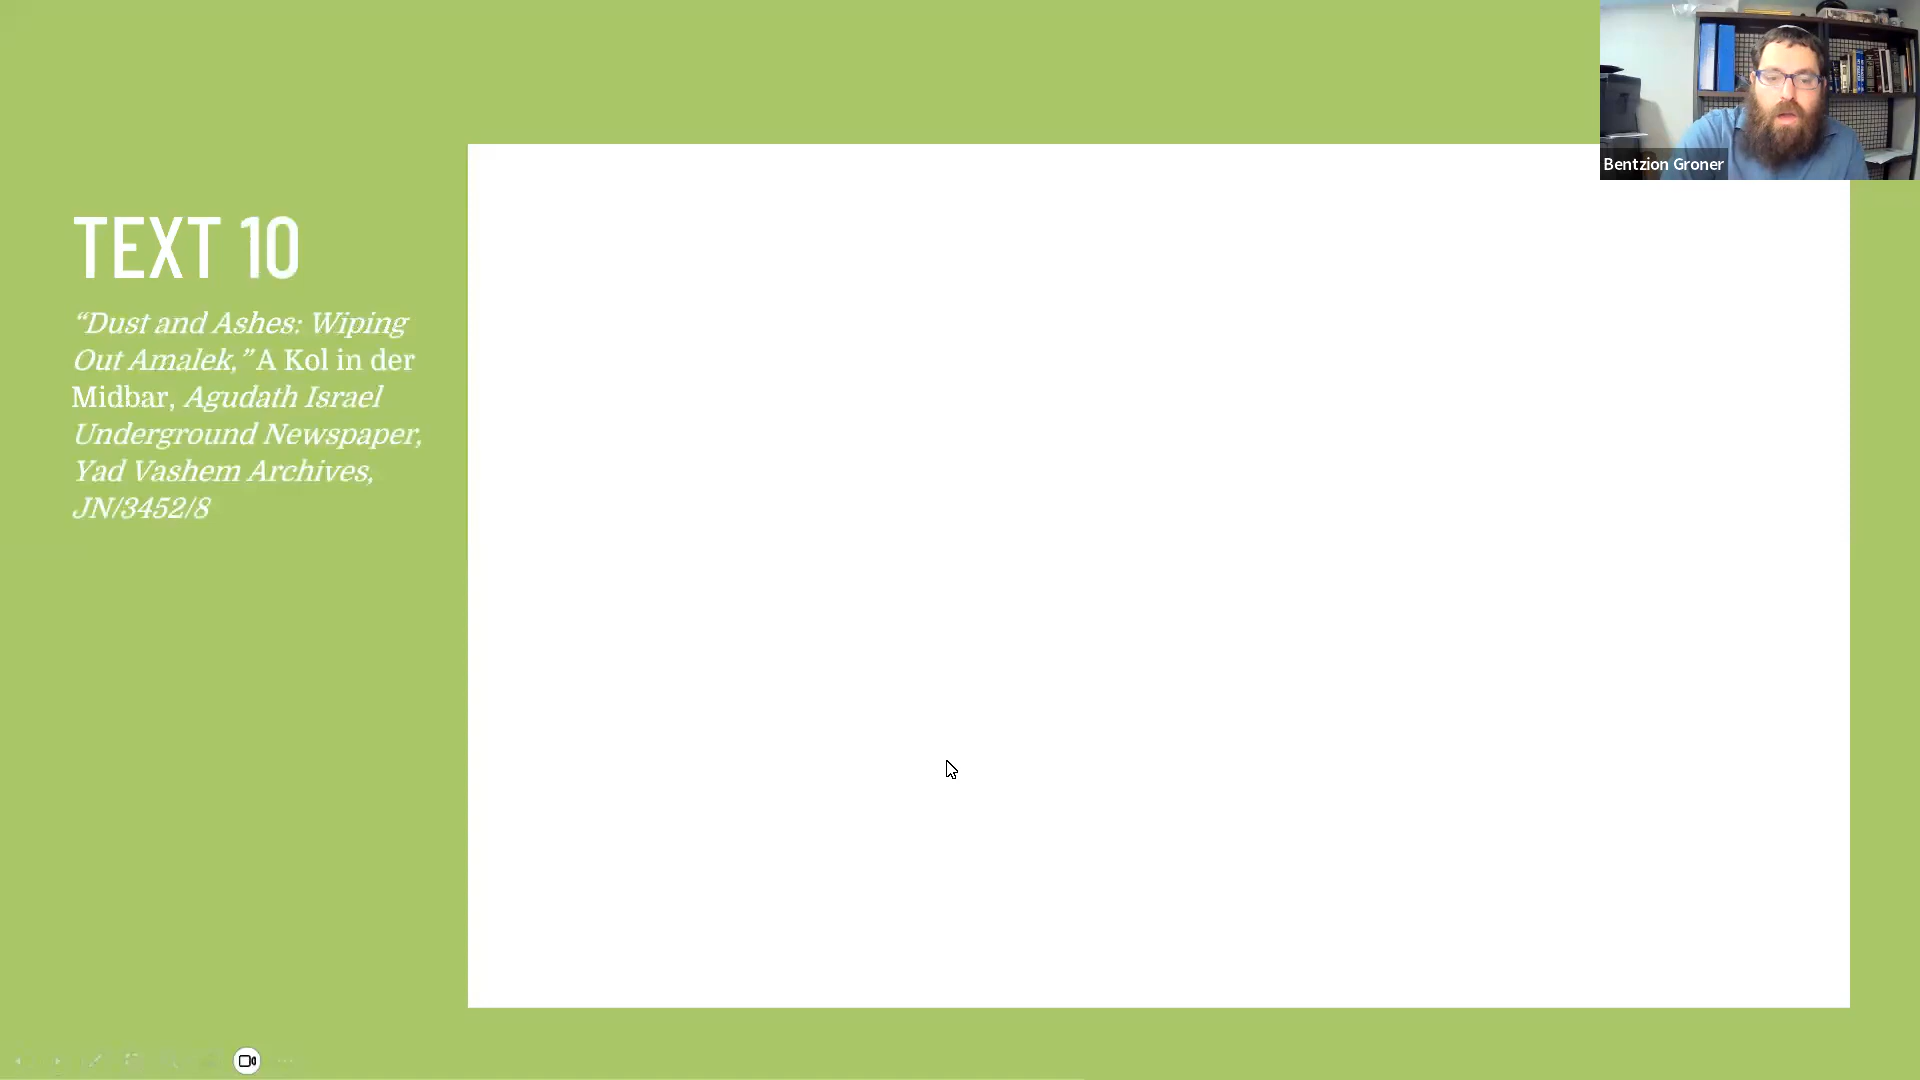 TEXT 10
“Dust and Ashes: Wiping
Out Amalek,” A Kol in der
Midbar, Agudath Israel
Underground Newspaper,
Yad Vashem Archives,
JN/3452/8
Bentzion Groner